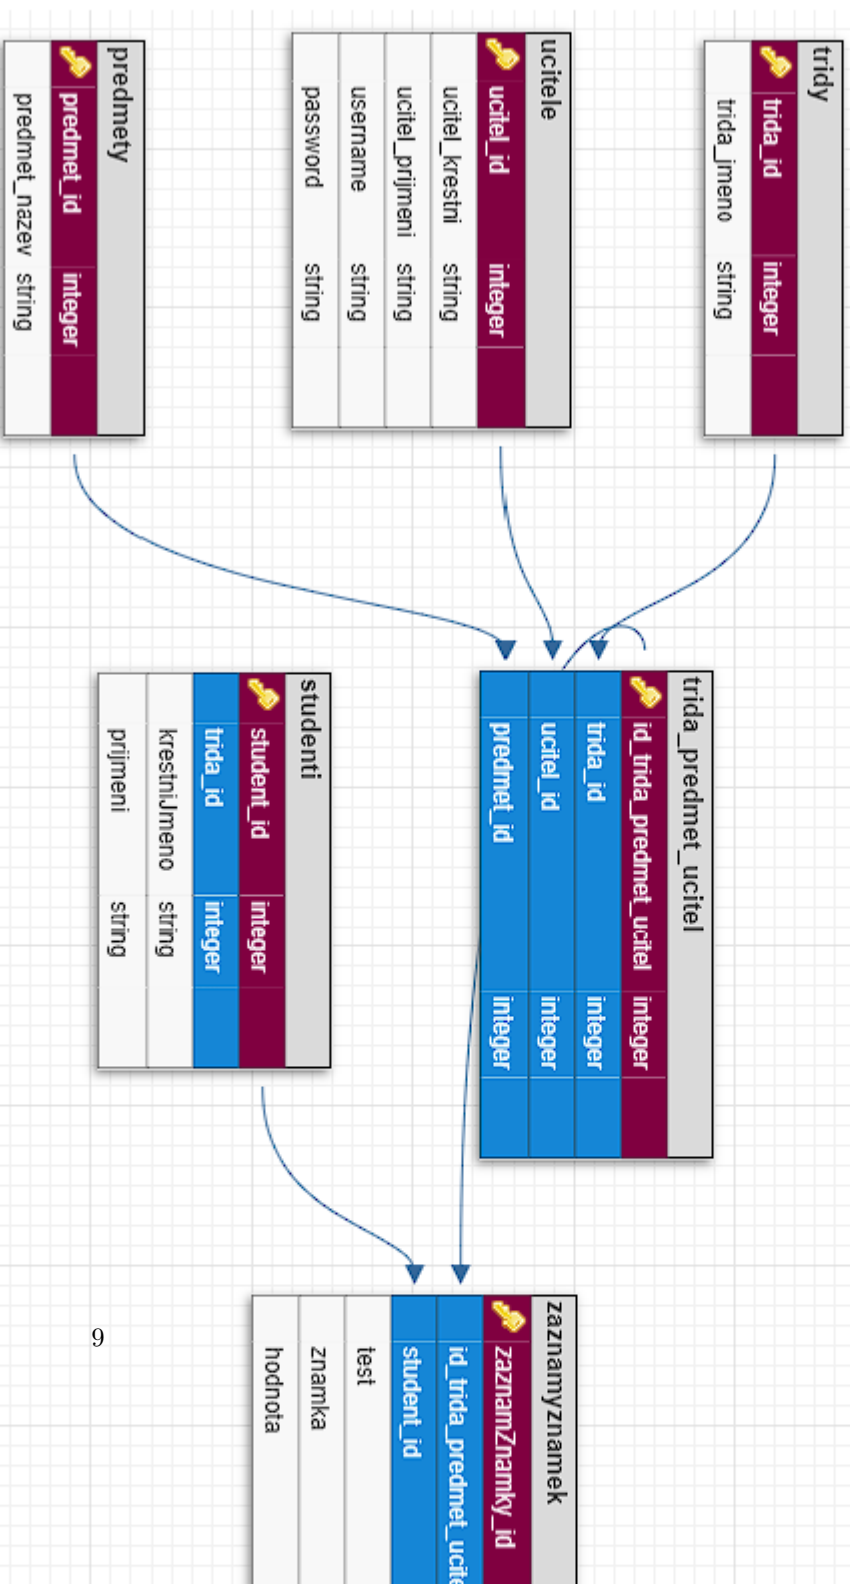 tridy
trida_id integer
trida_jmeno string
ucitele
ucitel_id integer
ucitel_krestni string
ucitel_prijmeni string
username string
password string
predmety
predmet_id integer
predmet_nazev string
trida_predmet_ucitel
id_trida_predmet_ucitel integer
trida_id integer
ucitel_id integer
predmet_id integer
studenti
student_id integer
trida_id integer
krestniJmeno string
prijmeni string
zaznamyznamek
zaznamZnamky_id
id_trida_predmet_ucite
student_id
test
znamka
hodnota
9